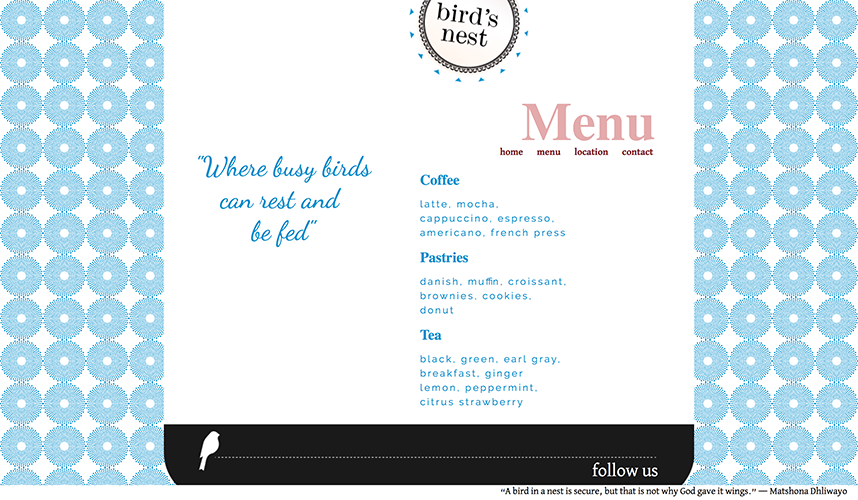 bird's
nest
Menu
home menu location contact
"Where busy birds
can rest and
be fed"
Coffee
latte, mocha,
cappuccino, espresso,
americano, french press
Pastries
danish, muffin, croissant,
brownies, cookies,
donut
Tea
black, green, earl gray,
breakfast, ginger
lemon, peppermint,
citrus strawberry
follow us
“A bird in a nest is secure, but that is not why God gave it wings.” ― Matshona Dhliwayo